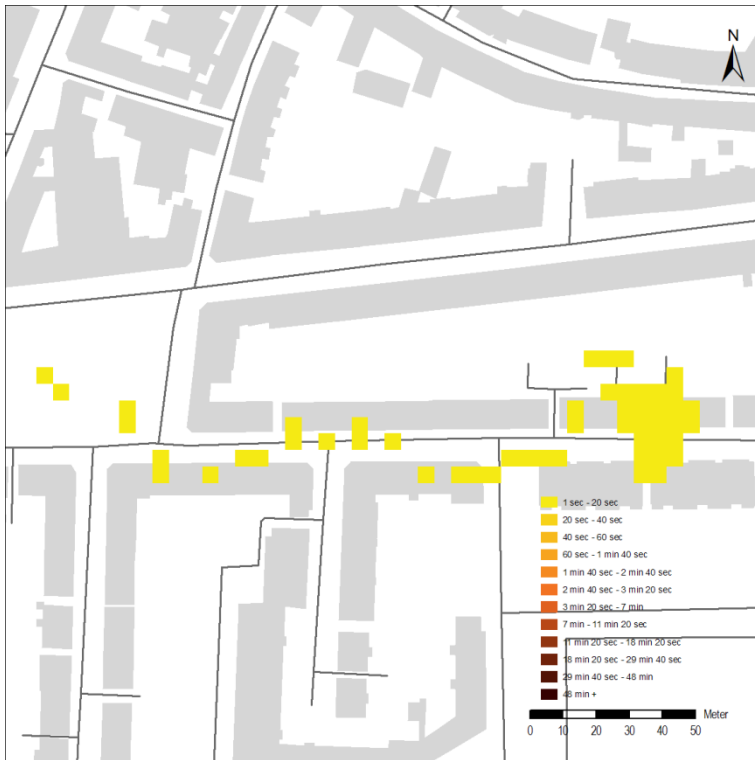 N
1 sec - 20 sec
20 sec - 40 sec
40 sec - 60 sec
60 sec - 1 min 40 sec
1 min 40 sec - 2 min 40 sec
2 min 40 sec - 3 min 20 sec
3 min 20 sec - 7 min
7 min - 11 min 20 sec
11 min 20 sec - 18 min 20 sec
18 min 20 sec - 29 min 40 sec
29 min 40 sec - 48 min
48 min +
Meter
0 10 20 30 40 50